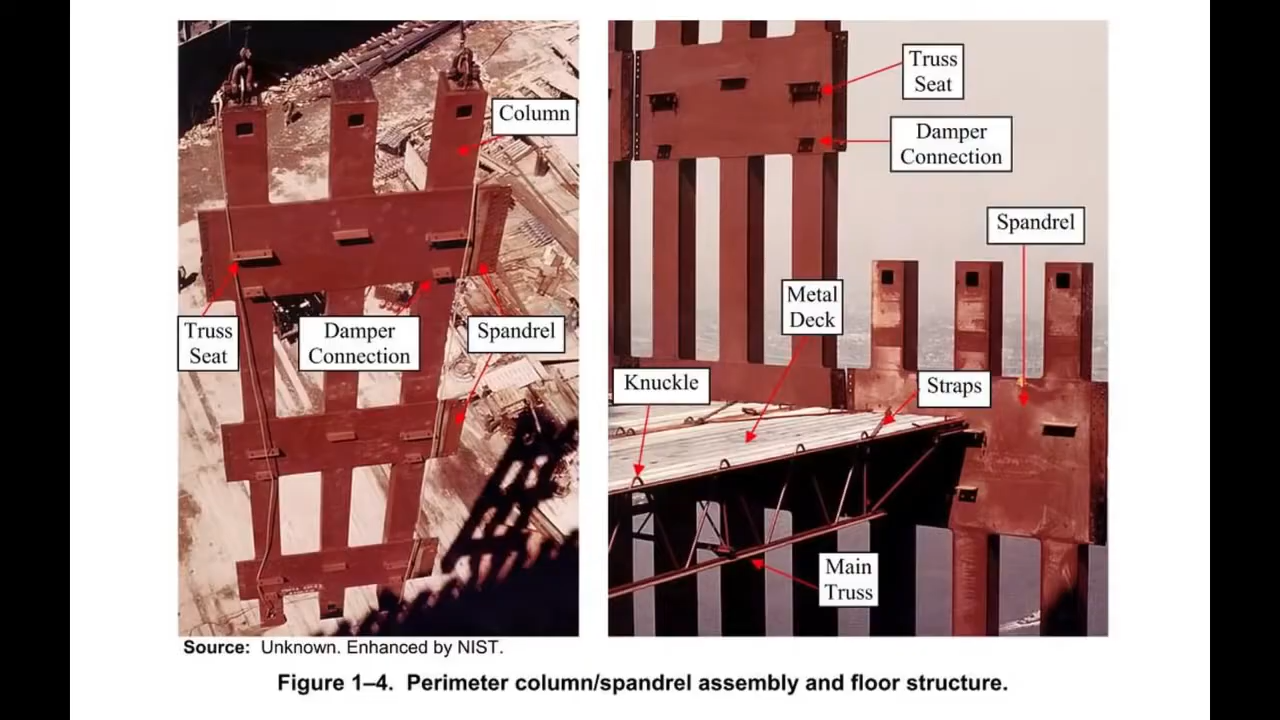 Column
Truss
Seat
Damper
Connection
Spandrel
Truss
Seat
Damper
Connection
Spandrel
Metal
Deck
Knuckle
Straps
Main
Truss
Source: Unknown. Enhanced by NIST.
Figure 1–4. Perimeter column/spandrel assembly and floor structure.